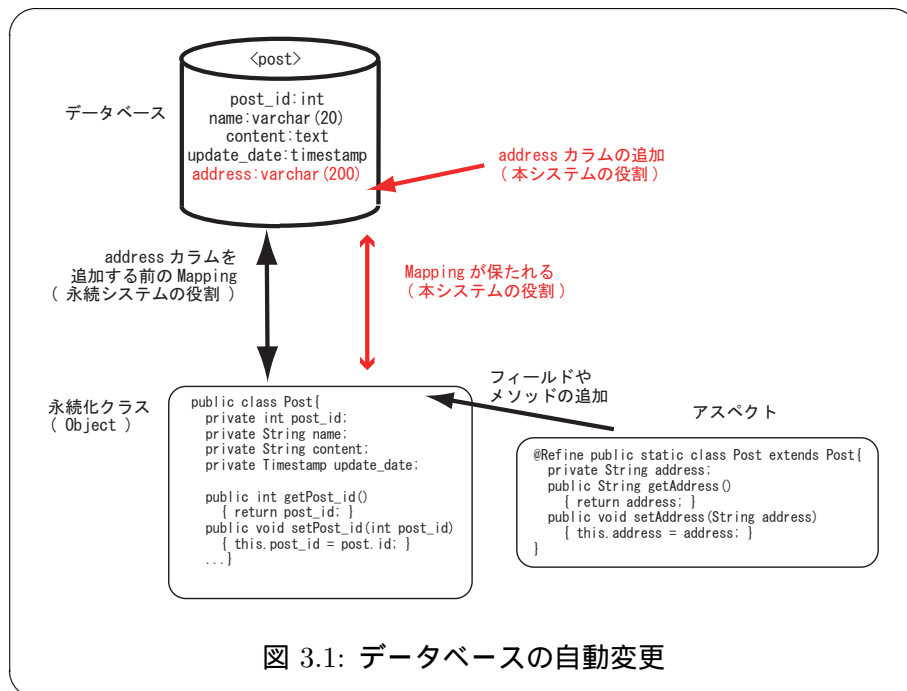 <post>
post_id:int
name:varchar(20)
content:text
update_date:timestamp
address:varchar(200)
データベース
address カラムの追加
( 本システムの役割 )
address カラムを
追加する前の Mapping
( 永続システムの役割 )
Mapping が保たれる
( 本システムの役割 )
フィールドや
メソッドの追加
永続化クラス
( Object )
public class Post{
private int post_id;
private String name;
private String content;
private Timestamp update_date;
public int getPost_id()
{ return post_id; }
public void setPost_id(int post_id)
{ this.post_id = post.id; }
...}
アスペクト
@Refine public static class Post extends Post{
private String address;
public String getAddress()
{ return address; }
public void setAddress(String address)
{ this.address = address; }
}
図 3.1: データベースの自動変更